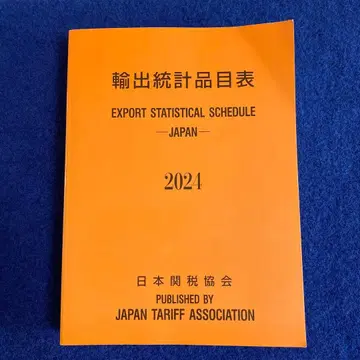 輸出統計品目表
EXPORT STATISTICAL SCHEDULE
—JAPAN—
2024
日本関税協会
PUBLISHED BY
JAPAN TARIFF ASSOCIATION